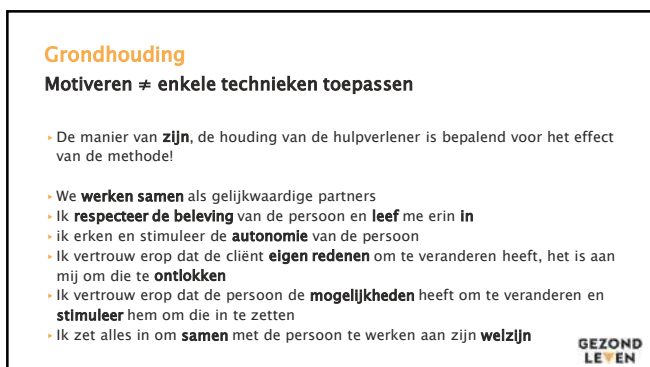 Grondhouding
Motiveren ≠ enkele technieken toepassen
▸ De manier van zijn, de houding van de hulpverlener is bepalend voor het effect
van de methode!
▸ We werken samen als gelijkwaardige partners
▸ Ik respecteer de beleving van de persoon en leef me erin in
▸ ik erken en stimuleer de autonomie van de persoon
▸ Ik vertrouw erop dat de cliënt eigen redenen om te veranderen heeft, het is aan
mij om die te ontlokken
▸ Ik vertrouw erop dat de persoon de mogelijkheden heeft om te veranderen en
stimuleer hem om die in te zetten
▸ Ik zet alles in om samen met de persoon te werken aan zijn welzijn
GEZOND
LEVEN